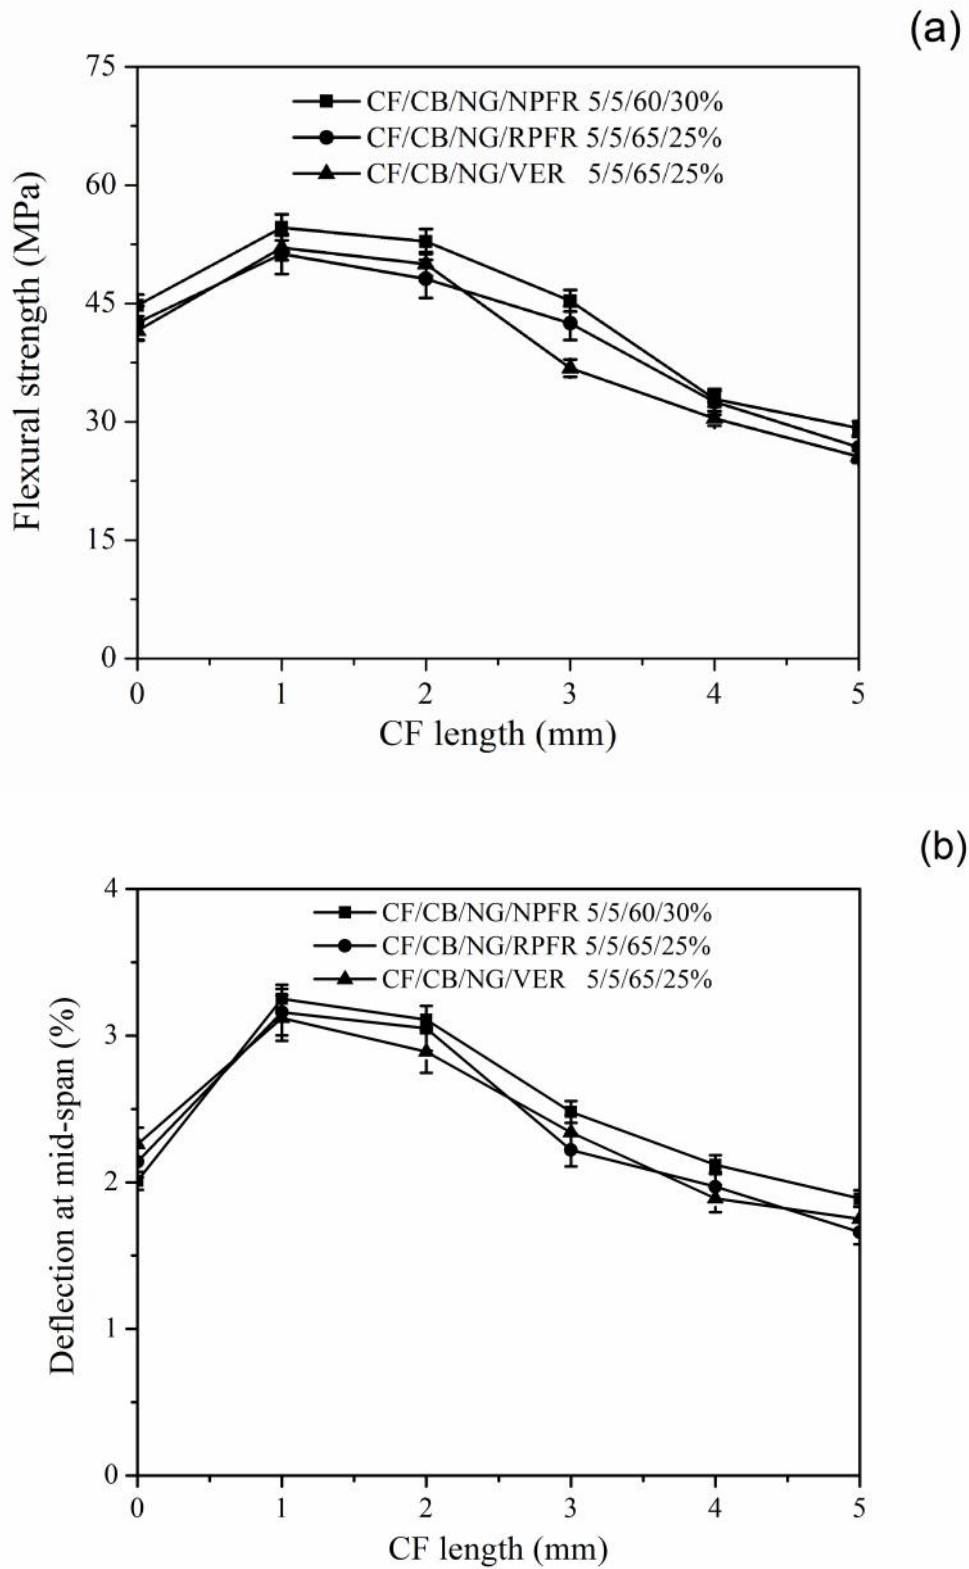 (a)
75
60
45
30
15
0
Flexural strength (MPa)
CF/CB/NG/NPFR 5/5/60/30%
CF/CB/NG/RPFR 5/5/65/25%
CF/CB/NG/VER 5/5/65/25%
0 1 2 3 4 5
CF length (mm)
(b)
4
3
2
1
0
Deflection at mid-span (%)
CF/CB/NG/NPFR 5/5/60/30%
CF/CB/NG/RPFR 5/5/65/25%
CF/CB/NG/VER 5/5/65/25%
0 1 2 3 4 5
CF length (mm)